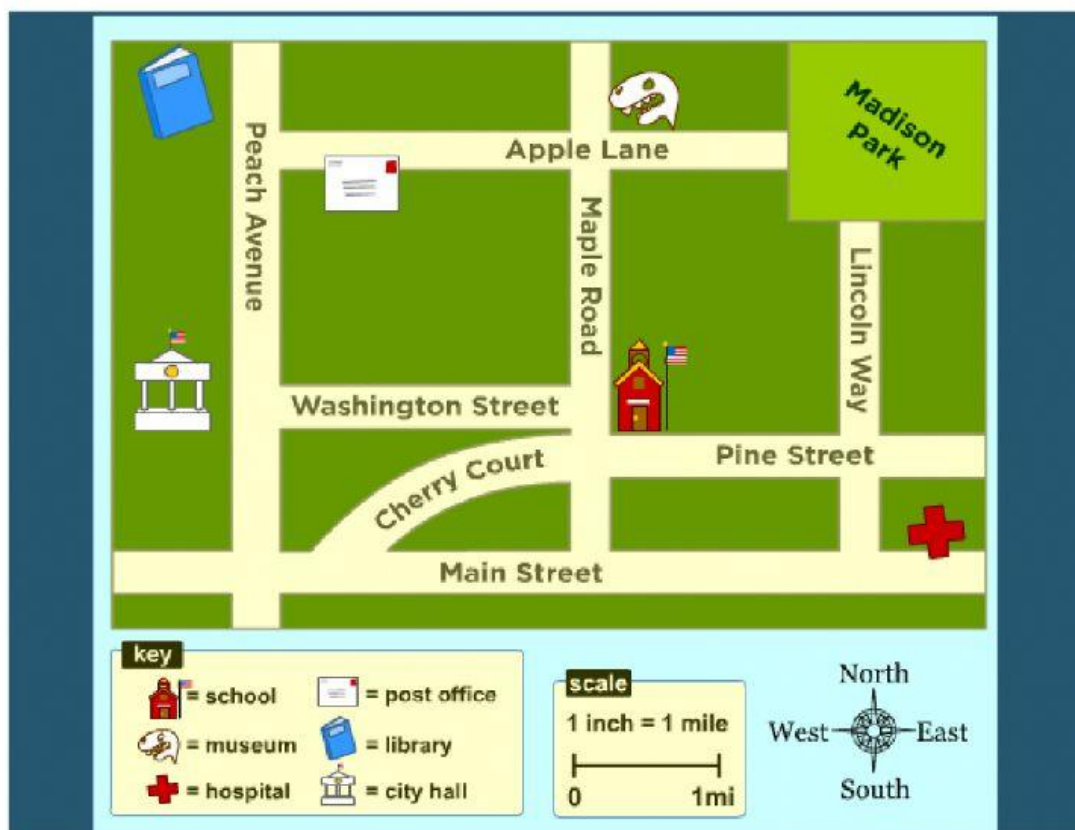 Madison
Park
Peach Avenue
Apple Lane
Maple Road
Lincoln Way
Washington Street
Cherry Court
Pine Street
Main Street
key
= school
= post office
= museum
= library
= hospital
= city hall
scale
1 inch = 1 mile
0
1mi
North
West
East
South